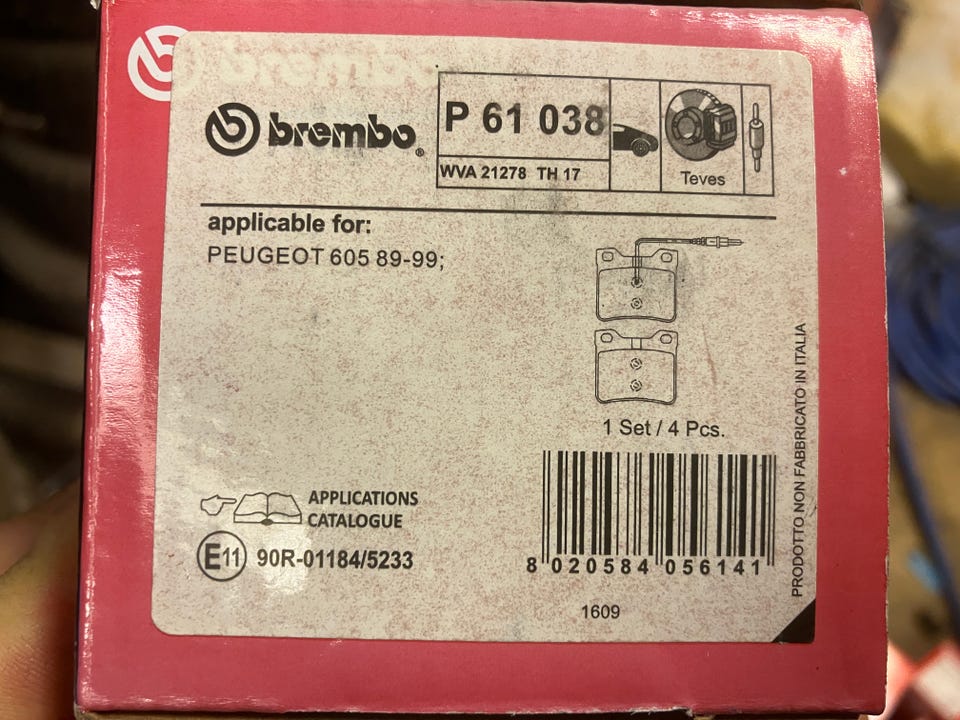 brembo
brembo®
P 61 038
WVA 21278 TH 17
Teves
applicable for:
PEUGEOT 605 89-99;
1 Set / 4 Pcs.
APPLICATIONS
CATALOGUE
E11 90R-01184/5233
8 020584 056141
1609
PRODOTTO NON FABBRICATO IN ITALIA